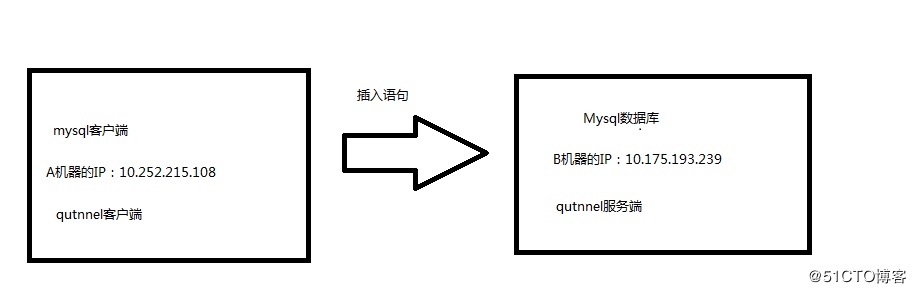 mysql客户端
A机器的IP：10.252.215.108
qutnnel客户端
插入语句
Mysql数据库
B机器的IP：10.175.193.239
qutnnel服务端
@51CTO博客